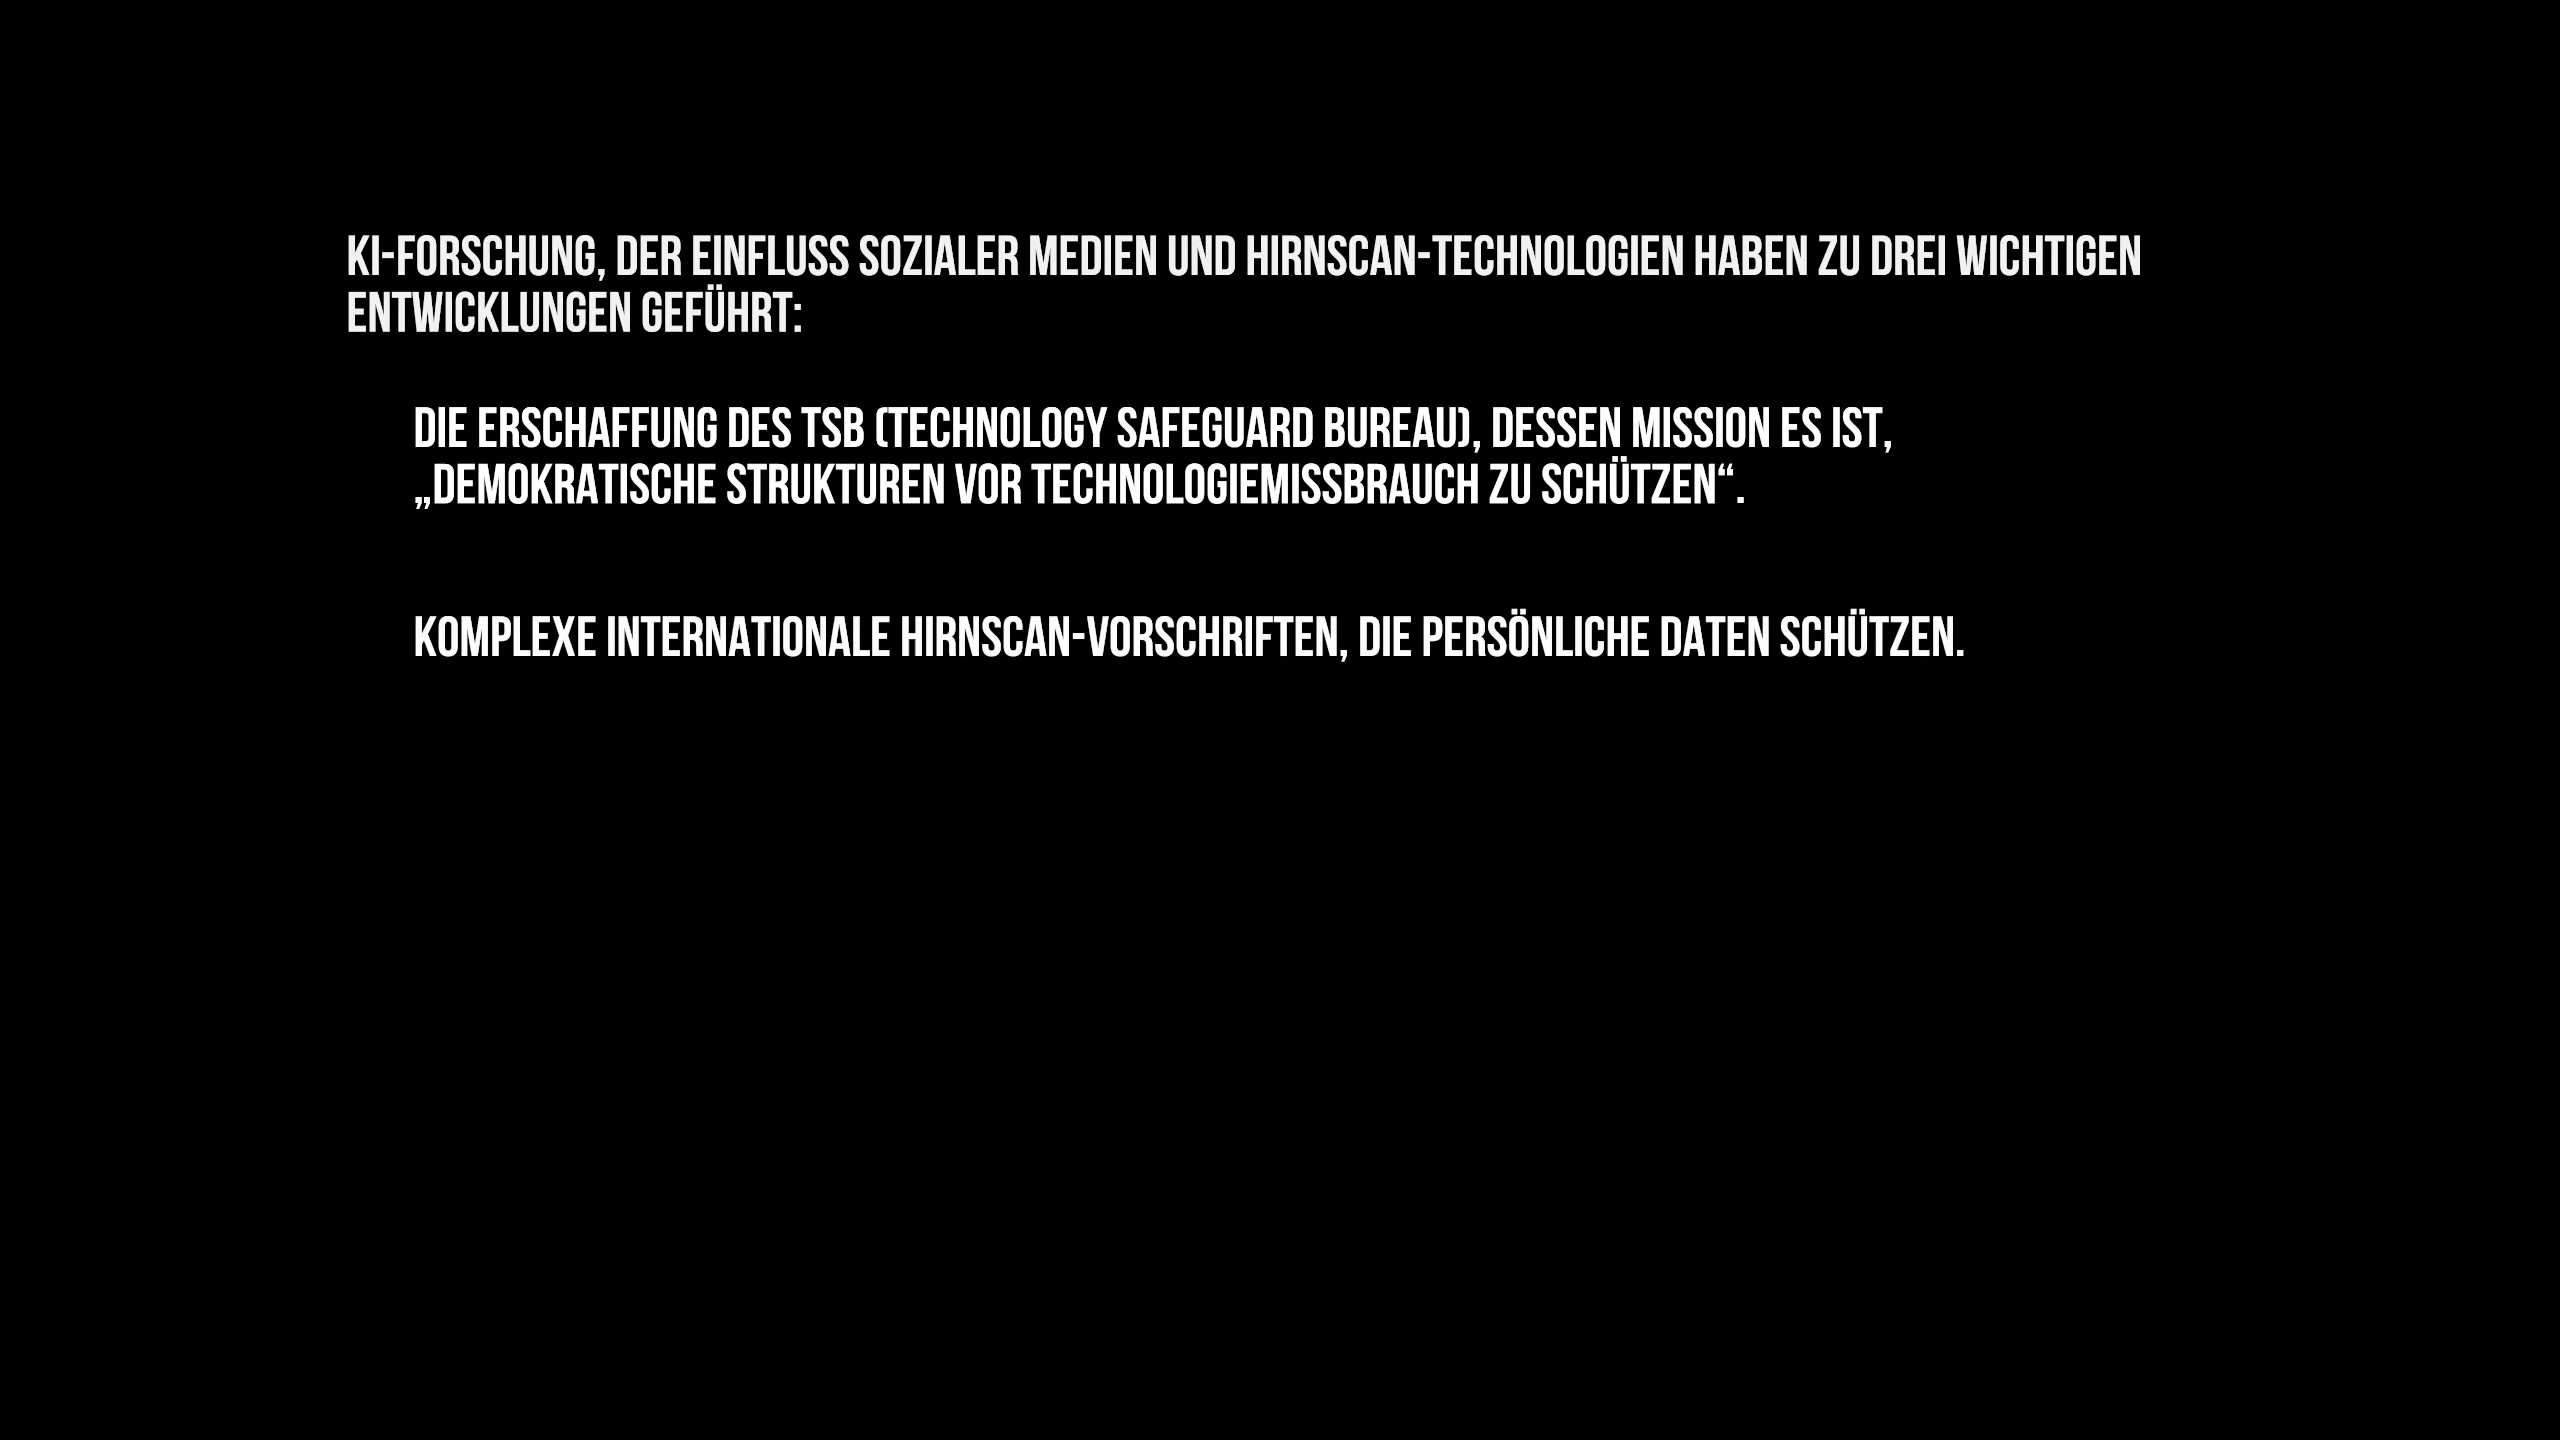 KI-FORSCHUNG, DER EINFLUSS SOZIALER MEDIEN UND HIRNSCAN-TECHNOLOGIEN HABEN ZU DREI WICHTIGEN
ENTWICKLUNGEN GEFÜHRT:
DIE ERSCHAFFUNG DES TSB (TECHNOLOGY SAFEGUARD BUREAU), DESSEN MISSION ES IST,
„DEMOKRATISCHE STRUKTUREN VOR TECHNOLOGIEMISSBRAUCH ZU SCHÜTZEN“.
KOMPLEXE INTERNATIONALE HIRNSCAN-VORSCHRIFTEN, DIE PERSÖNLICHE DATEN SCHÜTZEN.